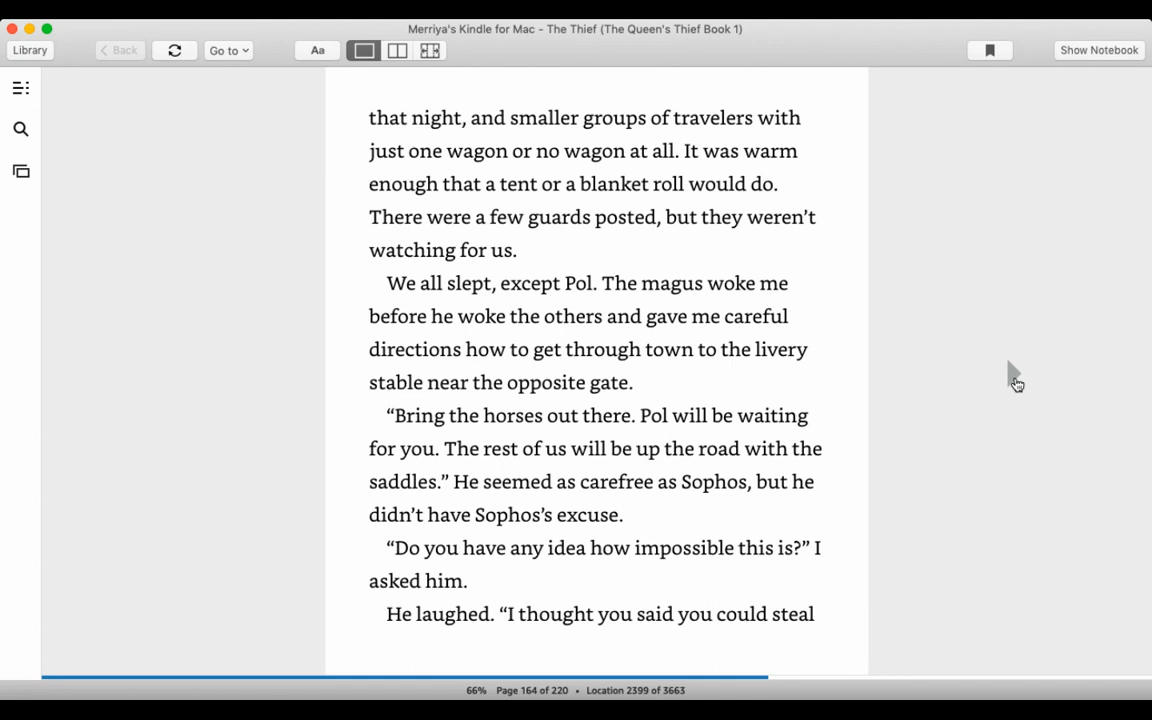 Merriya's Kindle for Mac - The Thief (The Queen's Thief Book 1)
Library
< Back
Go to
Aa
Show Notebook
that night, and smaller groups of travelers with
just one wagon or no wagon at all. It was warm
enough that a tent or a blanket roll would do.
There were a few guards posted, but they weren’t
watching for us.
We all slept, except Pol. The magus woke me
before he woke the others and gave me careful
directions how to get through town to the livery
stable near the opposite gate.
“Bring the horses out there. Pol will be waiting
for you. The rest of us will be up the road with the
saddles.” He seemed as carefree as Sophos, but he
didn’t have Sophos’s excuse.
“Do you have any idea how impossible this is?” I
asked him.
He laughed. “I thought you said you could steal
66% Page 164 of 220 • Location 2399 of 3663